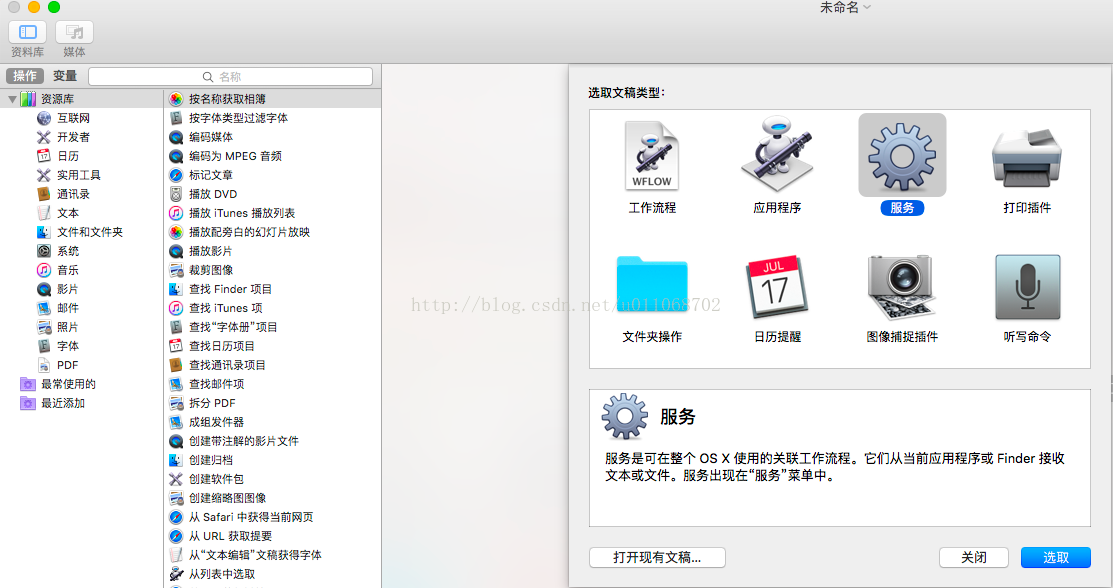 未命名
资料库
媒体
操作
变量
名称
资源库
互联网
开发者
日历
实用工具
通讯录
文本
文件和文件夹
系统
音乐
影片
邮件
照片
字体
PDF
最常使用的
最近添加
按名称获取相簿
按字体类型过滤字体
编码媒体
编码为 MPEG 音频
标记文章
播放 DVD
播放 iTunes 播放列表
播放配旁白的幻灯片放映
播放影片
裁剪图像
查找 Finder 项目
查找 iTunes 项
查找“字体册”项目
查找日历项目
查找通讯录项目
查找邮件项
拆分 PDF
成组发件器
创建带注解的影片文件
创建归档
创建软件包
创建缩略图图像
从 Safari 中获得当前网页
从 URL 获取提要
从“文本编辑”文稿获得字体
从列表中选取
选取文稿类型：
WFLOW
工作流程
应用程序
服务
打印插件
JUL
17
文件夹操作
日历提醒
图像捕捉插件
听写命令
http://blog.csdn.net/u011068702
服务
服务是可在整个 OS X 使用的关联工作流程。它们从当前应用程序或 Finder 接收
文本或文件。服务出现在“服务”菜单中。
打开现有文稿...
关闭
选取